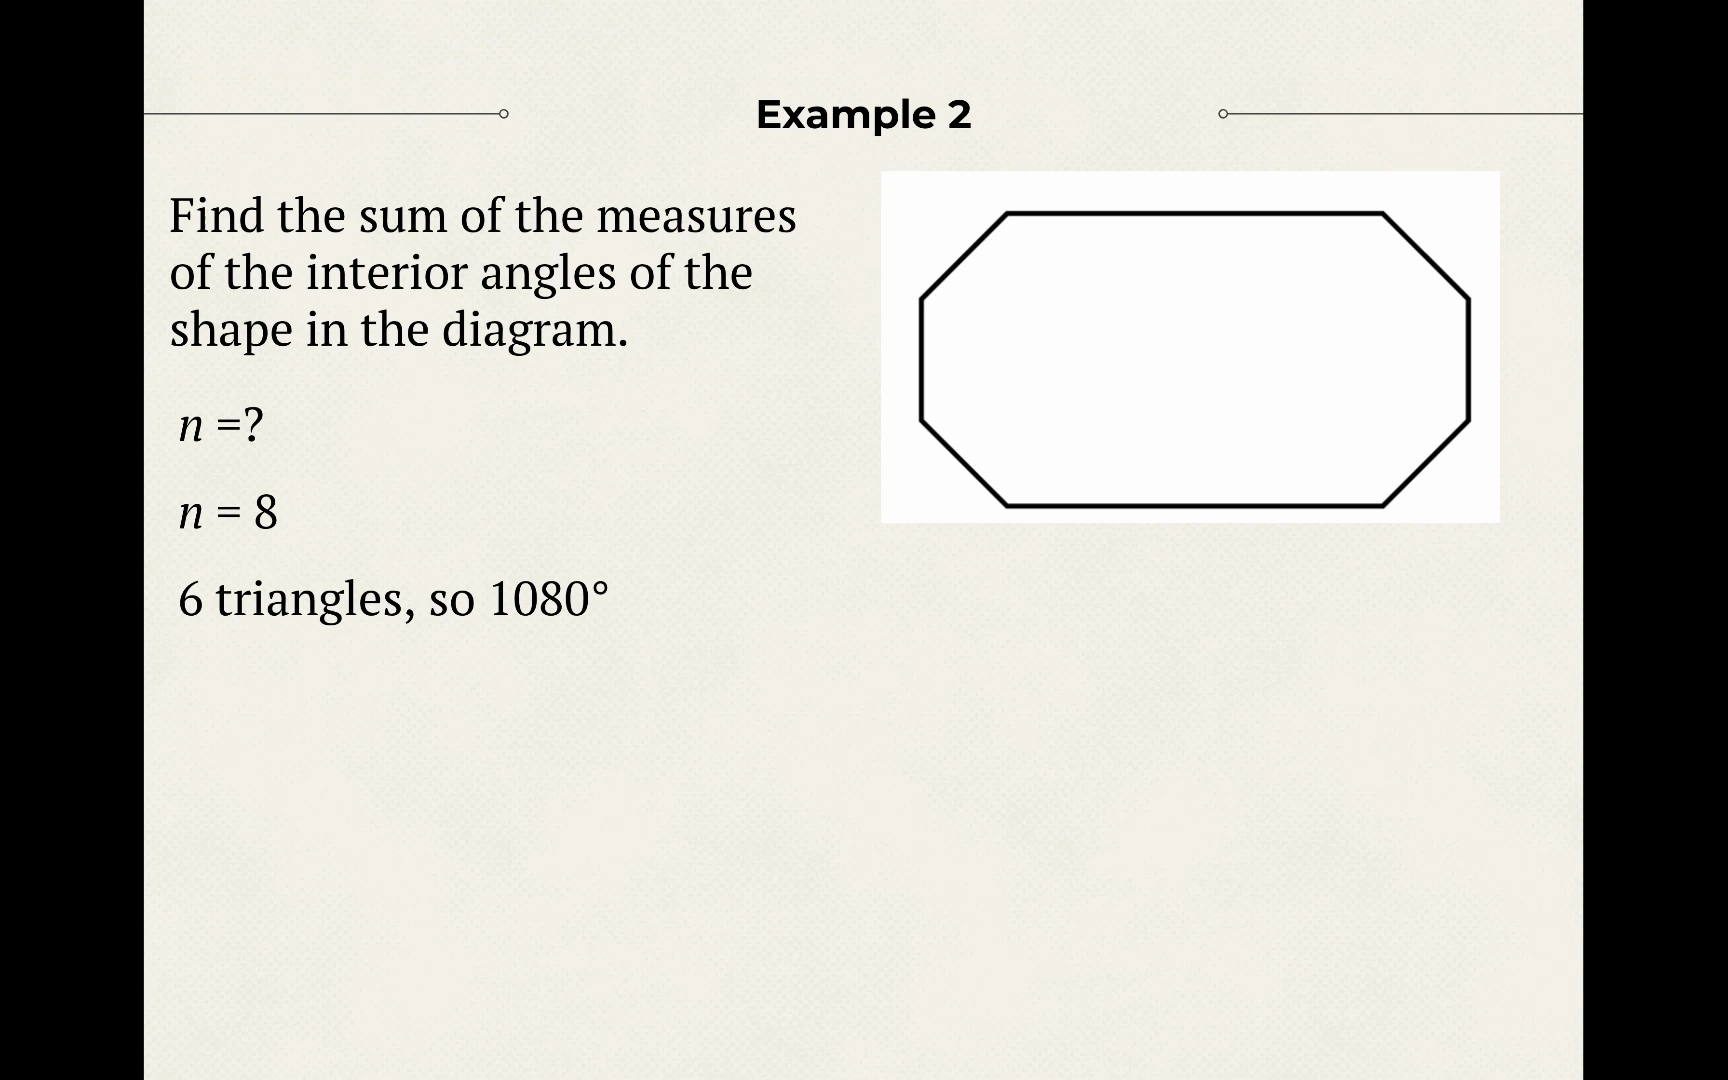 Example 2
Find the sum of the measures
of the interior angles of the
shape in the diagram.
n =?
n = 8
6 triangles, so 1080°